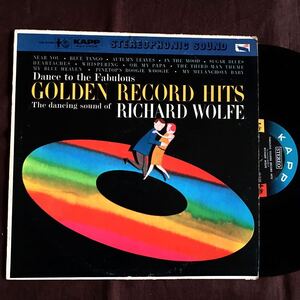 KAPP
STEREOPHONIC SOUND
NEAR YOU • BLUE TANGO • AUTUMN LEAVES • IN THE MOOD • SUGAR BLUES
HEARTACHES • WHISPERING • OH MY PAPA • THE THIRD MAN THEME
MY BLUE HEAVEN • PINETOP'S BOOGIE WOOGIE • MY MELANCHOLY BABY
Dance to the Fabulous
GOLDEN RECORD HITS
The dancing sound of RICHARD WOLFE
KAPP
STEREO